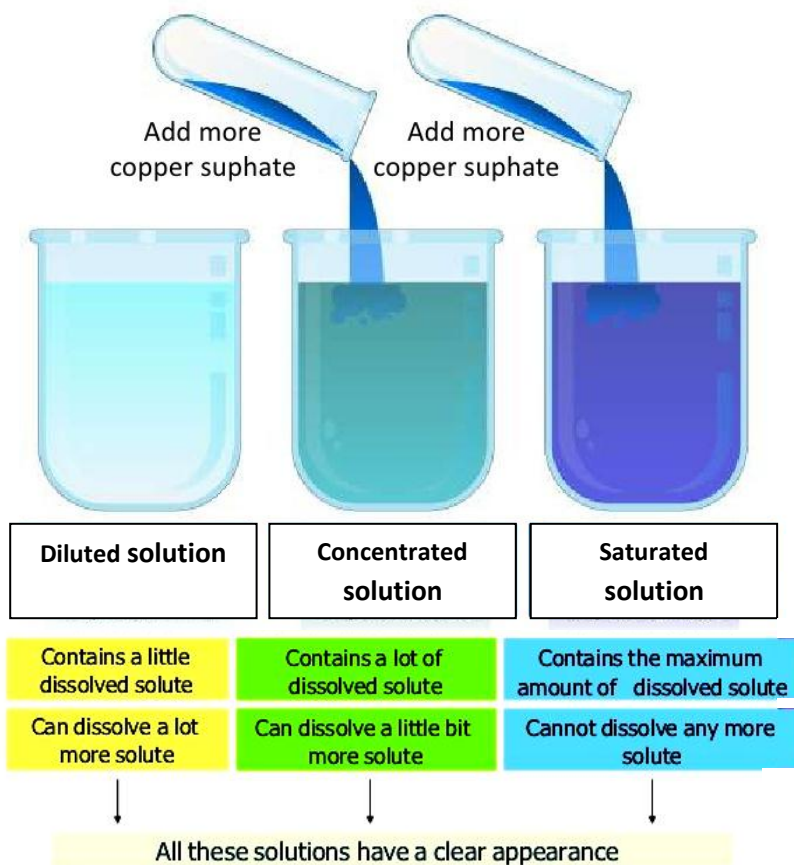 Add more
copper suphate
Add more
copper suphate
Diluted solution
Concentrated
solution
Saturated
solution
Contains a little
dissolved solute
Contains a lot of
dissolved solute
Contains the maximum
amount of dissolved solute
Can dissolve a lot
more solute
Can dissolve a little bit
more solute
Cannot dissolve any more
solute
All these solutions have a clear appearance